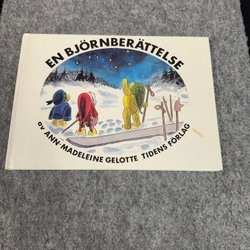 EN BJÖRNBERÄTTELSE
av ANN-MADELEINE GELOTTE TIDENS FÖRLAG